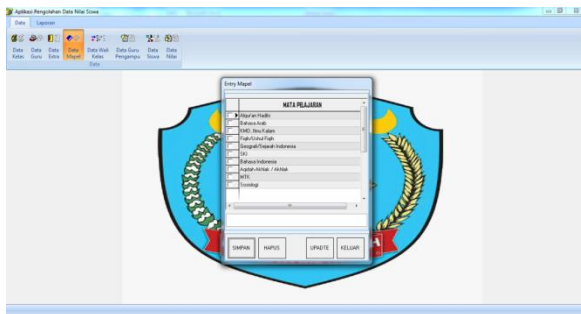 Aplikasi Pengolahan Data Nilai Siswa
Data Laporan
Data Kelas
Data Guru
Data Extra
Data Mapel
Data Wali Kelas
Data Guru Pengampu
Data Siswa
Data Nilai
Data
Entry Mapel
MATA PELAJARAN
Alqur'an Hadits
Bahasa Arab
KMD. Ilmu Kalam
Fiqih/Ushul Fiqih
Geografi/Sejarah Indonesia
SKI
Bahasa Indonesia
Aqidah Akhlak / Akhlak
MTK
Sosiologi
SIMPAN HAPUS UPADTE KELUAR